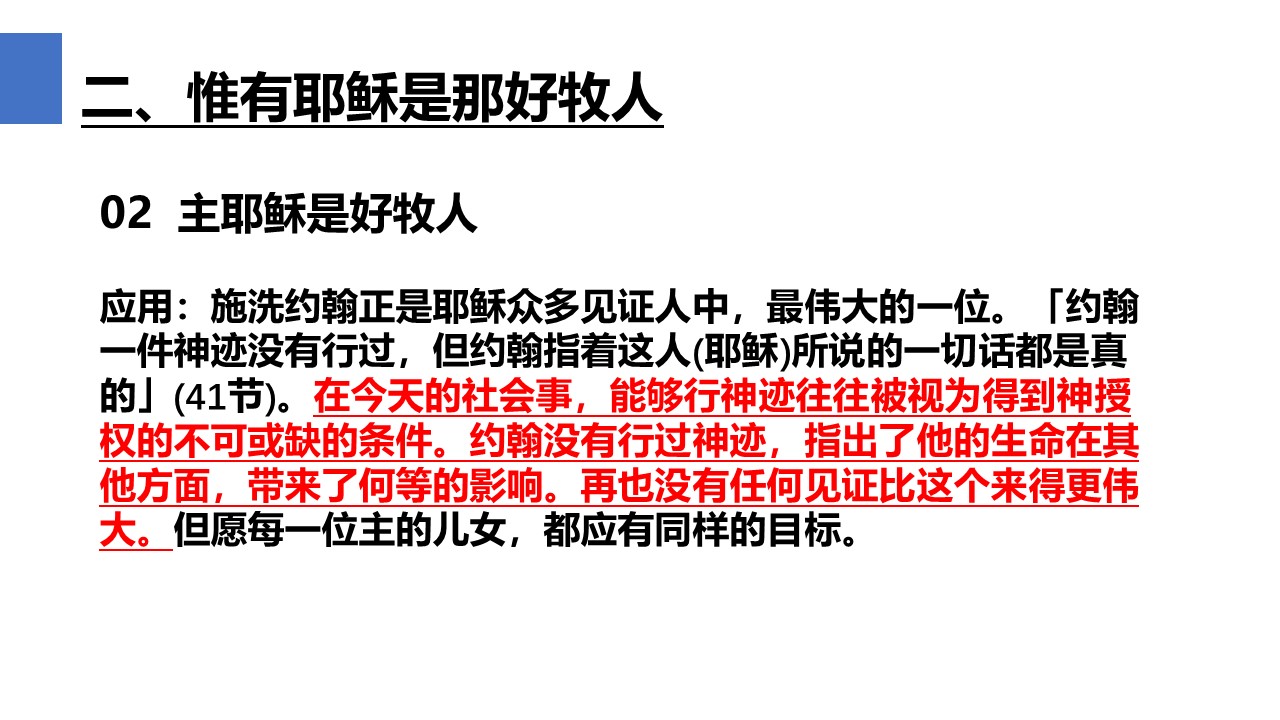 二、惟有耶稣是那好牧人
02 主耶稣是好牧人
应用：施洗约翰正是耶稣众多见证人中，最伟大的一位。「约翰
一件神迹没有行过，但约翰指着这人(耶稣)所说的一切话都是真
的」(41节)。在今天的社会事，能够行神迹往往被视为得到神授
权的不可或缺的条件。约翰没有行过神迹，指出了他的生命在其
他方面，带来了何等的影响。再也没有任何见证比这个来得更伟
大。但愿每一位主的儿女，都应有同样的目标。